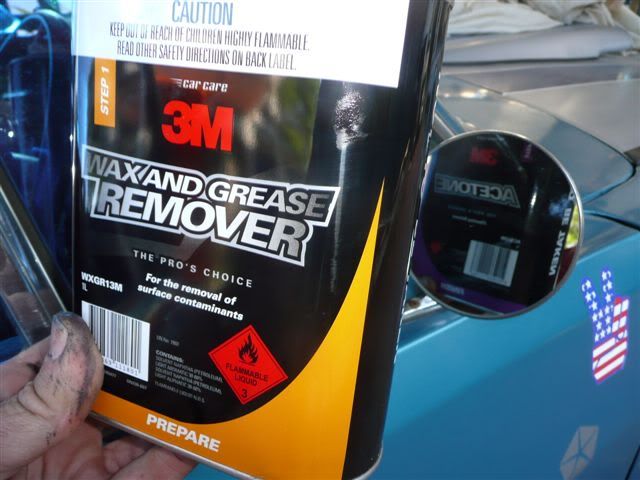 CAUTION
KEEP OUT OF REACH OF CHILDREN HIGHLY FLAMMABLE.
READ OTHER SAFETY DIRECTIONS ON BACK LABEL.
STEP 1
car care
3M
WAX AND GREASE
REMOVER
THE PRO'S CHOICE
WXGR13M
1L
For the removal of
surface contaminants
CONTAINS:
FLAMMABLE
LIQUID
3
PREPARE
3M
ACETONE